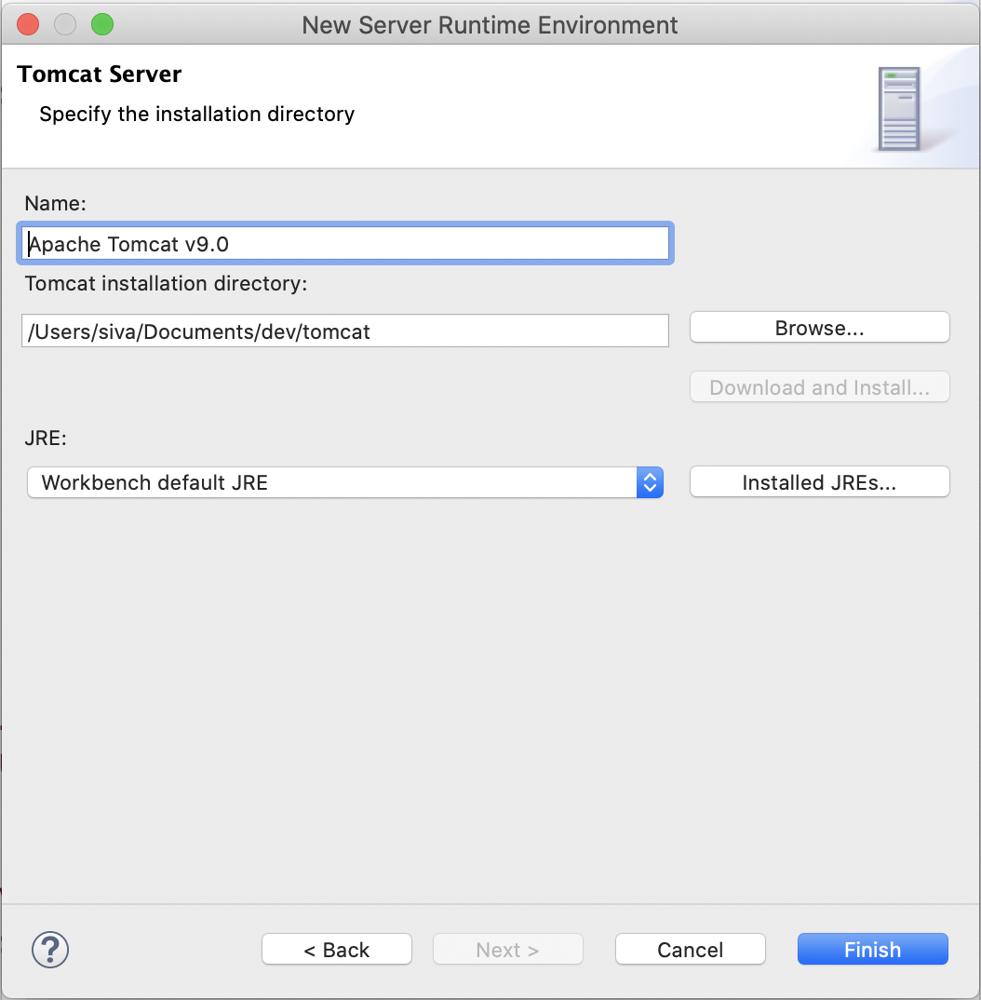 New Server Runtime Environment
Tomcat Server
Specify the installation directory
Name:
Apache Tomcat v9.0
Tomcat installation directory:
/Users/siva/Documents/dev/tomcat
Browse...
Download and Install...
JRE:
Workbench default JRE
Installed JREs...
?
< Back
Next >
Cancel
Finish